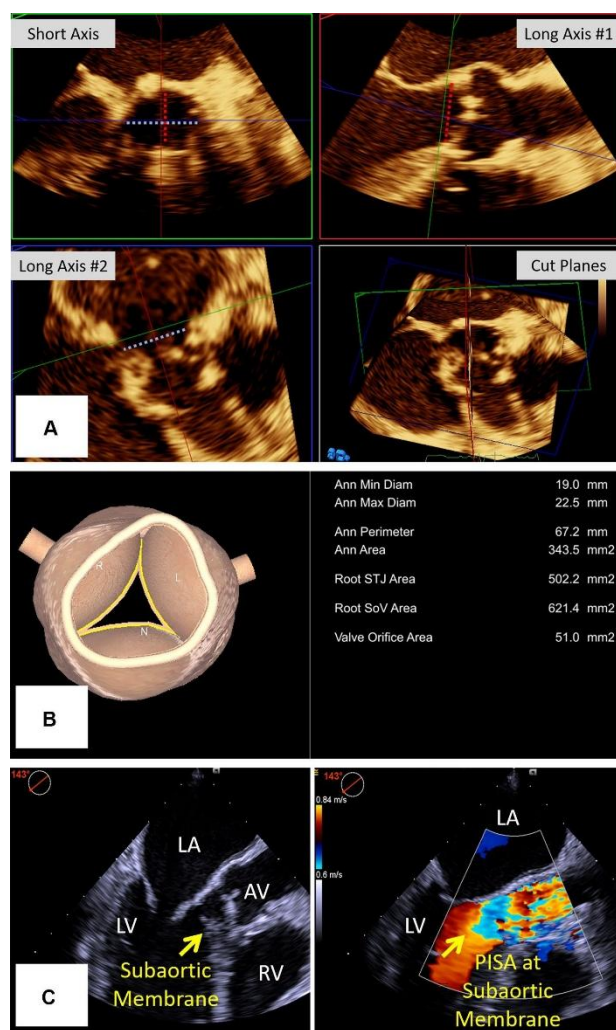 Short Axis
Long Axis #1
Long Axis #2
Cut Planes
A
R
L
N
B
Ann Min Diam 19.0 mm
Ann Max Diam 22.5 mm
Ann Perimeter 67.2 mm
Ann Area 343.5 mm2
Root STJ Area 502.2 mm2
Root SoV Area 621.4 mm2
Valve Orifice Area 51.0 mm2
143°
LA
AV
LV
Subaortic
Membrane
RV
C
143°
0.84 m/s
0.6 m/s
LA
LV
PISA at
Subaortic
Membrane